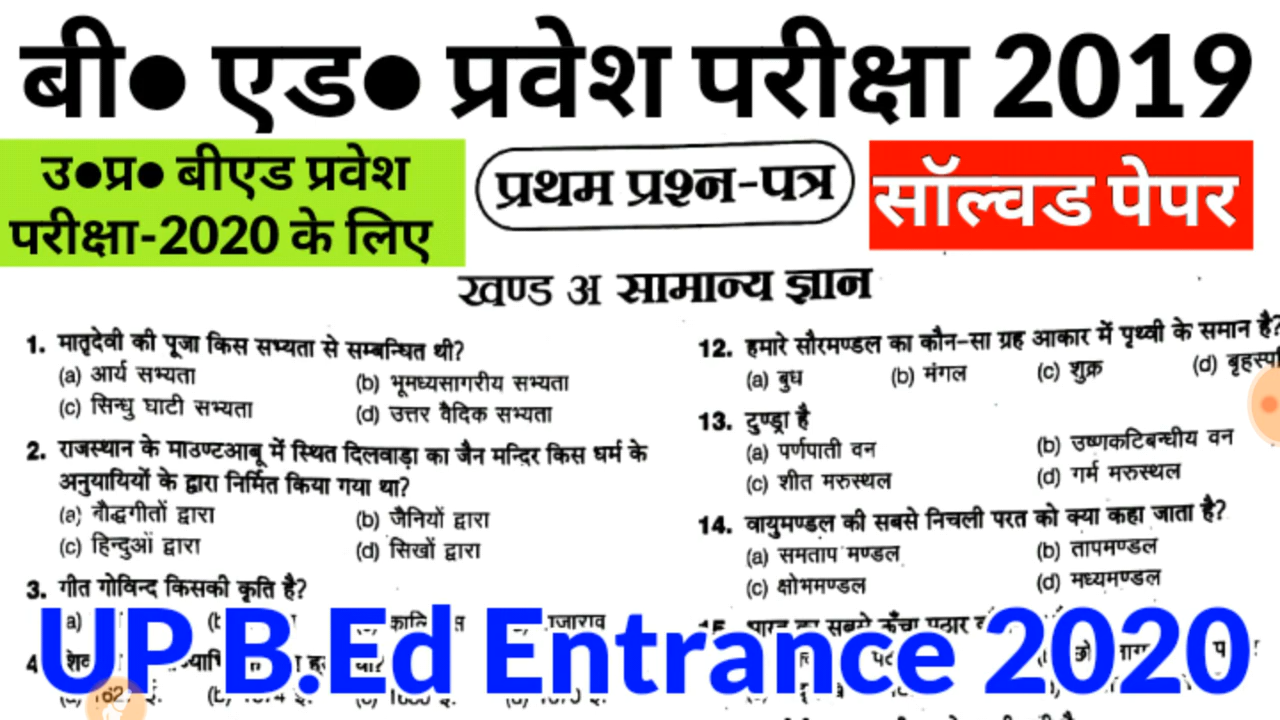 बी● एड● प्रवेश परीक्षा 2019
उ●प्र● बीएड प्रवेश
परीक्षा-2020 के लिए
प्रथम प्रश्न-पत्र
सॉल्वड पेपर
खण्ड अ सामान्य ज्ञान
1. मातृदेवी की पूजा किस सभ्यता से सम्बन्धित थी?
(a) आर्य सभ्यता (b) भूमध्यसागरीय सभ्यता
(c) सिन्धु घाटी सभ्यता (d) उत्तर वैदिक सभ्यता
2. राजस्थान के माउण्टआबू में स्थित दिलवाड़ा का जैन मन्दिर किस धर्म के
अनुयायियों के द्वारा निर्मित किया गया था?
(a) बौद्धगीतों द्वारा (b) जैनियों द्वारा
(c) हिन्दुओं द्वारा (d) सिखों द्वारा
3. गीत गोविन्द किसकी कृति है?
12. हमारे सौरमण्डल का कौन-सा ग्रह आकार में पृथ्वी के समान है?
(a) बुध (b) मंगल (c) शुक्र (d)
13. टुण्ड्रा है
(a) पर्णपाती वन (b) उष्णकटिबन्धीय वन
(c) शीत मरुस्थल (d) गर्म मरुस्थल
14. वायुमण्डल की सबसे निचली परत को क्या कहा जाता है?
(a) समताप मण्डल (b) तापमण्डल
(c) क्षोभमण्डल (d) मध्यमण्डल
UP B.Ed Entrance 2020